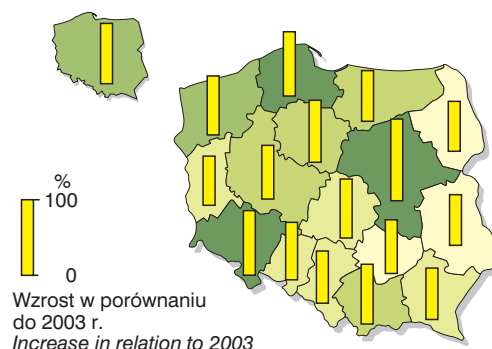 %
100
0
Wzrost w porównaniu
do 2003 r.
Increase in relation to 2003